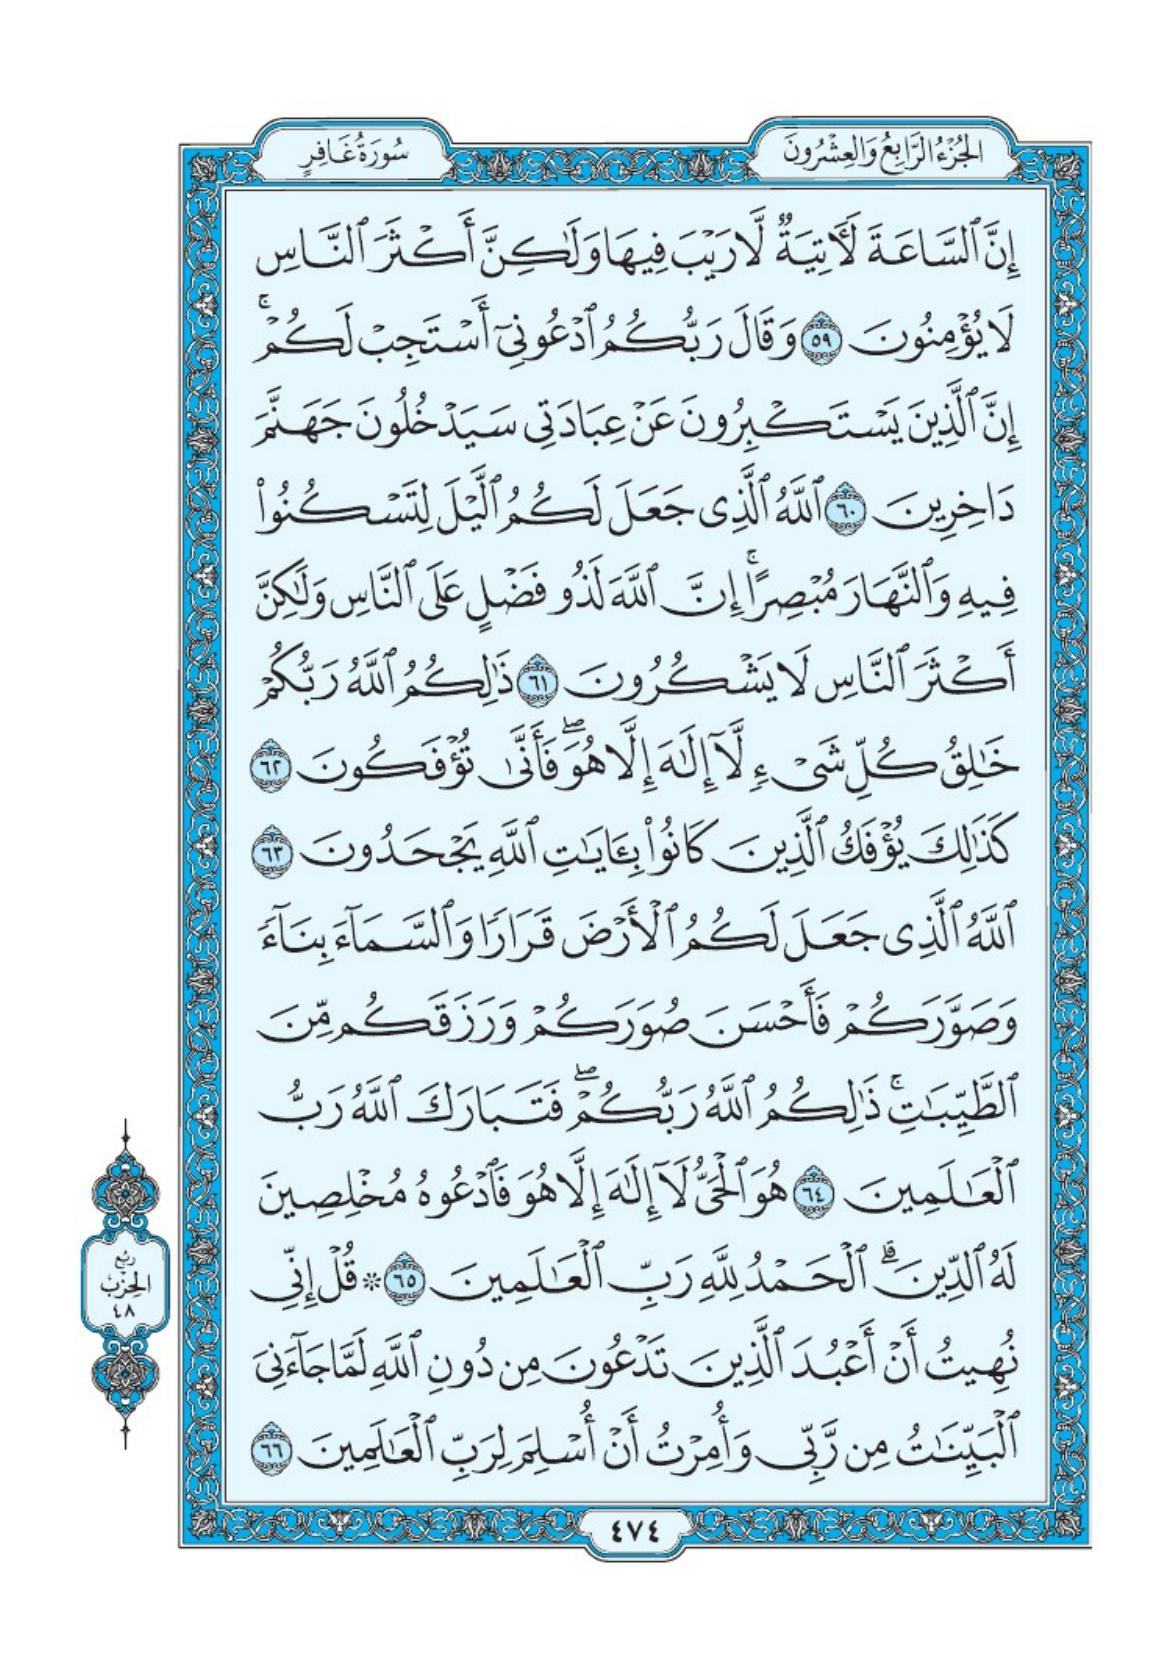 الجُزْءُ الرَّابِعُ وَالعِشْرُونَ
سُورَةُ غَافِرٍ
إِنَّ ٱلسَّاعَةَ لَأٓتِيَةٞ لَّا رَيۡبَ فِيهَا وَلَٰكِنَّ أَكۡثَرَ ٱلنَّاسِ
لَا يُؤۡمِنُونَ ٥٩ وَقَالَ رَبُّكُمُ ٱدۡعُونِيٓ أَسۡتَجِبۡ لَكُمۡۚ
إِنَّ ٱلَّذِينَ يَسۡتَكۡبِرُونَ عَنۡ عِبَادَتِي سَيَدۡخُلُونَ جَهَنَّمَ
دَاخِرِينَ ٦٠ ٱللَّهُ ٱلَّذِي جَعَلَ لَكُمُ ٱلَّيۡلَ لِتَسۡكُنُواْ
فِيهِ وَٱلنَّهَارَ مُبۡصِرًاۚ إِنَّ ٱللَّهَ لَذُو فَضۡلٍ عَلَى ٱلنَّاسِ وَلَٰكِنَّ
أَكۡثَرَ ٱلنَّاسِ لَا يَشۡكُرُونَ ٦١ ذَٰلِكُمُ ٱللَّهُ رَبُّكُمۡ
خَٰلِقُ كُلِّ شَيۡءٖ لَّآ إِلَٰهَ إِلَّا هُوَۖ فَأَنَّىٰ تُؤۡفَكُونَ ٦٢
كَذَٰلِكَ يُؤۡفَكُ ٱلَّذِينَ كَانُواْ بِـَٔايَٰتِ ٱللَّهِ يَجۡحَدُونَ ٦٣
ٱللَّهُ ٱلَّذِي جَعَلَ لَكُمُ ٱلۡأَرۡضَ قَرَارٗا وَٱلسَّمَآءَ بِنَآءٗ
وَصَوَّرَكُمۡ فَأَحۡسَنَ صُوَرَكُمۡ وَرَزَقَكُم مِّنَ
ٱلطَّيِّبَٰتِۚ ذَٰلِكُمُ ٱللَّهُ رَبُّكُمۡۖ فَتَبَارَكَ ٱللَّهُ رَبُّ
ٱلۡعَٰلَمِينَ ٦٤ هُوَ ٱلۡحَيُّ لَآ إِلَٰهَ إِلَّا هُوَ فَٱدۡعُوهُ مُخۡلِصِينَ
لَهُ ٱلدِّينَۗ ٱلۡحَمۡدُ لِلَّهِ رَبِّ ٱلۡعَٰلَمِينَ ٦٥ * قُلۡ إِنِّي
نُهِيتُ أَنۡ أَعۡبُدَ ٱلَّذِينَ تَدۡعُونَ مِن دُونِ ٱللَّهِ لَمَّا جَآءَنِيَ
ٱلۡبَيِّنَٰتُ مِن رَّبِّي وَأُمِرۡتُ أَنۡ أُسۡلِمَ لِرَبِّ ٱلۡعَٰلَمِينَ ٦٦
رُبْعُ
الحِزْبِ
٤٨
٤٧٤